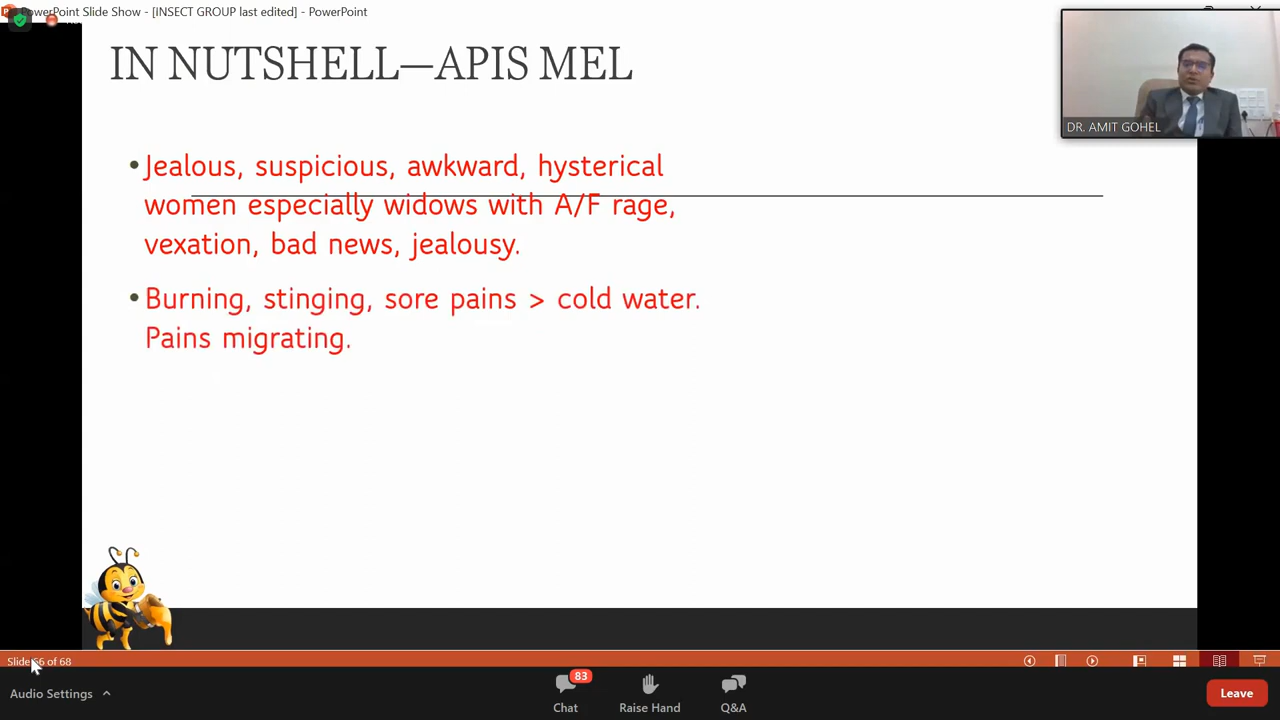 PowerPoint Slide Show - [INSECT GROUP last edited] - PowerPoint
IN NUTSHELL—APIS MEL
DR. AMIT GOHEL
•Jealous, suspicious, awkward, hysterical
women especially widows with A/F rage,
vexation, bad news, jealousy.
•Burning, stinging, sore pains > cold water.
Pains migrating.
Slide 66 of 68
Audio Settings
83
Chat
Raise Hand
Q&A
Leave